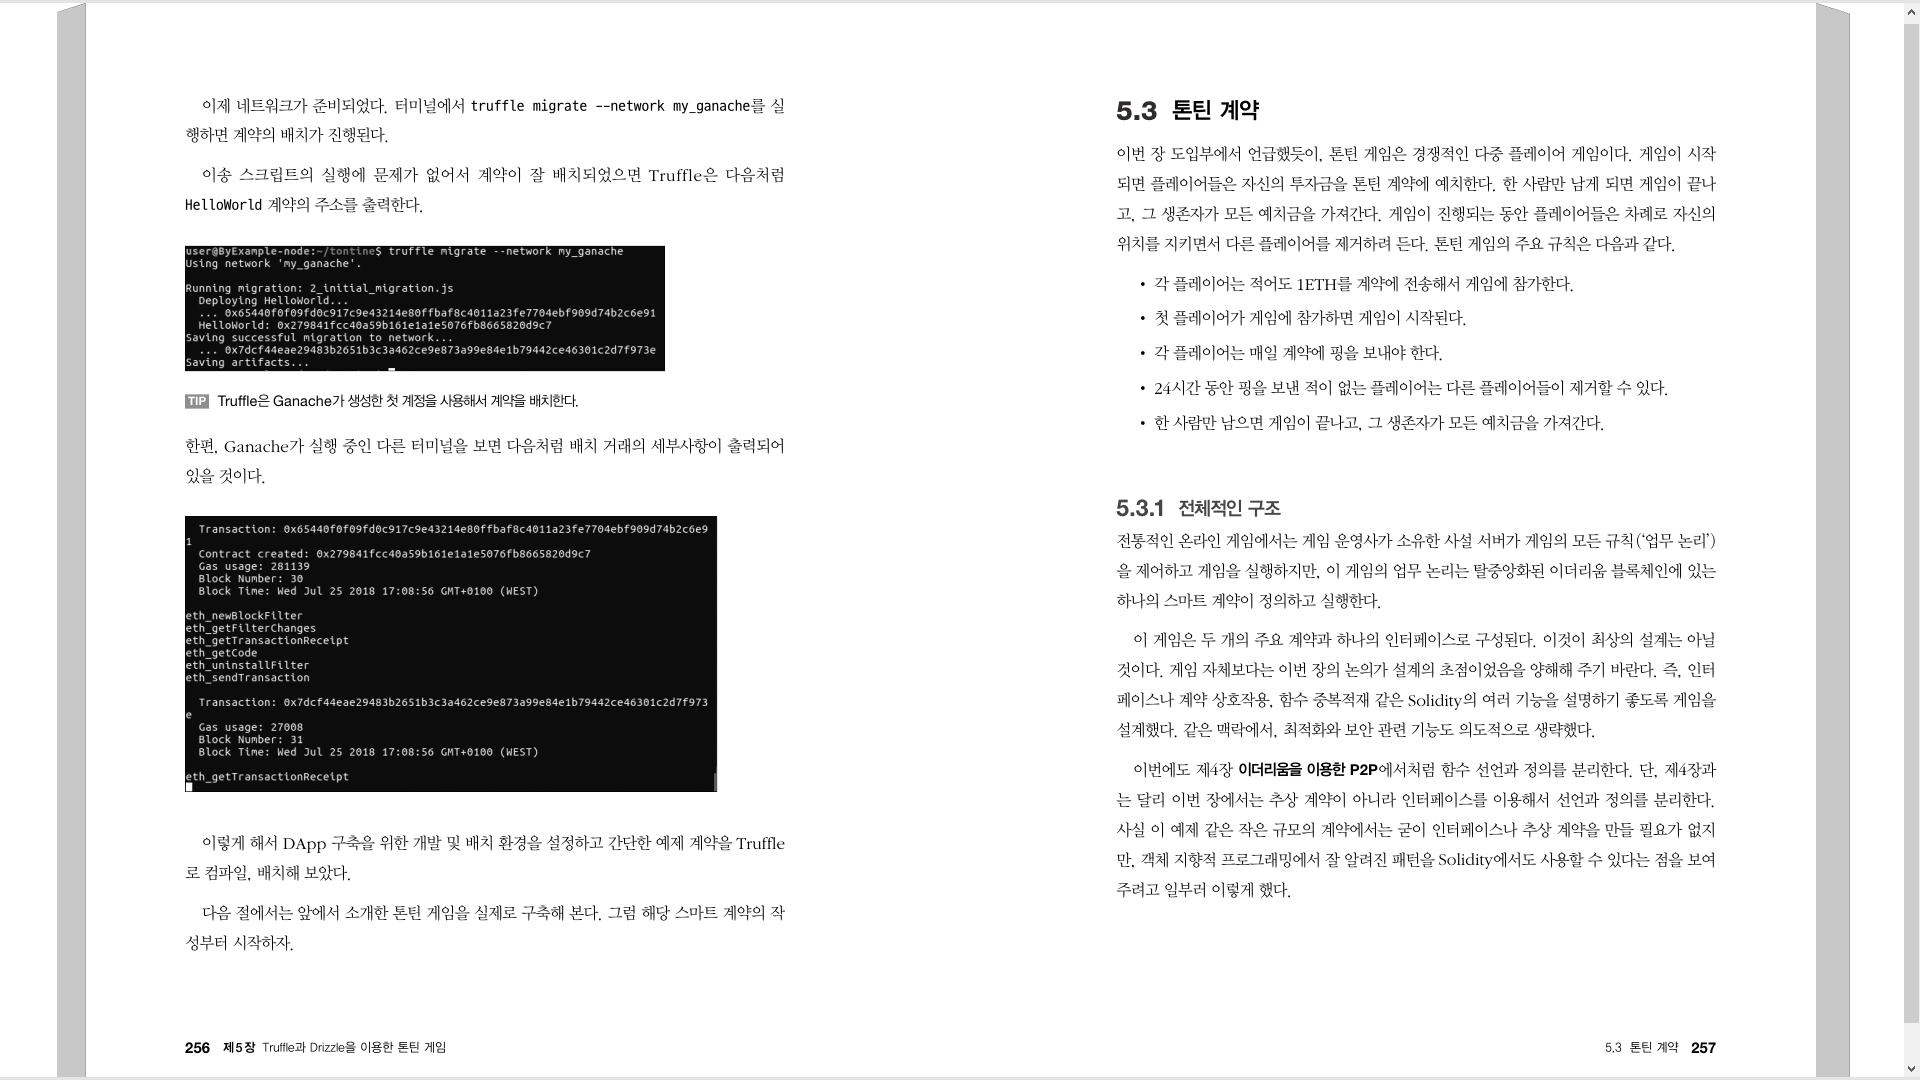 이제 네트워크가 준비되었다. 터미널에서 truffle migrate --network my_ganache를 실
행하면 계약의 배치가 진행된다.
이송 스크립트의 실행에 문제가 없어서 계약이 잘 배치되었으면 Truffle은 다음처럼
HelloWorld 계약의 주소를 출력한다.
user@ByExample-node:~/tontine$ truffle migrate --network my_ganache
Using network 'my_ganache'.
Running migration: 2_initial_migration.js
Deploying HelloWorld...
... 0x65440f0f09fd0c917c9e43214e80ffbaf8c4011a23fe7704ebf909d74b2c6e91
HelloWorld: 0x279841fcc40a59b161e1a1e5076fb8665820d9c7
Saving successful migration to network...
... 0x7dcf44eae29483b2651b3c3a462ce9e873a99e84e1b79442ce46301c2d7f973e
Saving artifacts...
TIP Truffle은 Ganache가 생성한 첫 계정을 사용해서 계약을 배치한다.
한편, Ganache가 실행 중인 다른 터미널을 보면 다음처럼 배치 거래의 세부사항이 출력되어
있을 것이다.
Transaction: 0x65440f0f09fd0c917c9e43214e80ffbaf8c4011a23fe7704ebf909d74b2c6e9
1
Contract created: 0x279841fcc40a59b161e1a1e5076fb8665820d9c7
Gas usage: 281139
Block Number: 30
Block Time: Wed Jul 25 2018 17:08:56 GMT+0100 (WEST)
eth_newBlockFilter
eth_getFilterChanges
eth_getTransactionReceipt
eth_getCode
eth_uninstallFilter
eth_sendTransaction
Transaction: 0x7dcf44eae29483b2651b3c3a462ce9e873a99e84e1b79442ce46301c2d7f973
e
Gas usage: 27008
Block Number: 31
Block Time: Wed Jul 25 2018 17:08:56 GMT+0100 (WEST)
eth_getTransactionReceipt
이렇게 해서 DApp 구축을 위한 개발 및 배치 환경을 설정하고 간단한 예제 계약을 Truffle
로 컴파일, 배치해 보았다.
다음 절에서는 앞에서 소개한 톤틴 게임을 실제로 구축해 본다. 그럼 해당 스마트 계약의 작
성부터 시작하자.
256 제5장 Truffle과 Drizzle을 이용한 톤틴 게임
5.3 톤틴 계약
이번 장 도입부에서 언급했듯이, 톤틴 게임은 경쟁적인 다중 플레이어 게임이다. 게임이 시작
되면 플레이어들은 자신의 투자금을 톤틴 계약에 예치한다. 한 사람만 남게 되면 게임이 끝나
고, 그 생존자가 모든 예치금을 가져간다. 게임이 진행되는 동안 플레이어들은 차례로 자신의
위치를 지키면서 다른 플레이어를 제거하려 든다. 톤틴 게임의 주요 규칙은 다음과 같다.
• 각 플레이어는 적어도 1ETH를 계약에 전송해서 게임에 참가한다.
• 첫 플레이어가 게임에 참가하면 게임이 시작된다.
• 각 플레이어는 매일 계약에 핑을 보내야 한다.
• 24시간 동안 핑을 보낸 적이 없는 플레이어는 다른 플레이어들이 제거할 수 있다.
• 한 사람만 남으면 게임이 끝나고, 그 생존자가 모든 예치금을 가져간다.
5.3.1 전체적인 구조
전통적인 온라인 게임에서는 게임 운영사가 소유한 사설 서버가 게임의 모든 규칙(‘업무 논리’)
을 제어하고 게임을 실행하지만, 이 게임의 업무 논리는 탈중앙화된 이더리움 블록체인에 있는
하나의 스마트 계약이 정의하고 실행한다.
이 게임은 두 개의 주요 계약과 하나의 인터페이스로 구성된다. 이것이 최상의 설계는 아닐
것이다. 게임 자체보다는 이번 장의 논의가 설계의 초점이었음을 양해해 주기 바란다. 즉, 인터
페이스나 계약 상호작용, 함수 중복적재 같은 Solidity의 여러 기능을 설명하기 좋도록 게임을
설계했다. 같은 맥락에서, 최적화와 보안 관련 기능도 의도적으로 생략했다.
이번에도 제4장 이더리움을 이용한 P2P에서처럼 함수 선언과 정의를 분리한다. 단, 제4장과
는 달리 이번 장에서는 추상 계약이 아니라 인터페이스를 이용해서 선언과 정의를 분리한다.
사실 이 예제 같은 작은 규모의 계약에서는 굳이 인터페이스나 추상 계약을 만들 필요가 없지
만, 객체 지향적 프로그래밍에서 잘 알려진 패턴을 Solidity에서도 사용할 수 있다는 점을 보여
주려고 일부러 이렇게 했다.
5.3 톤틴 계약 257